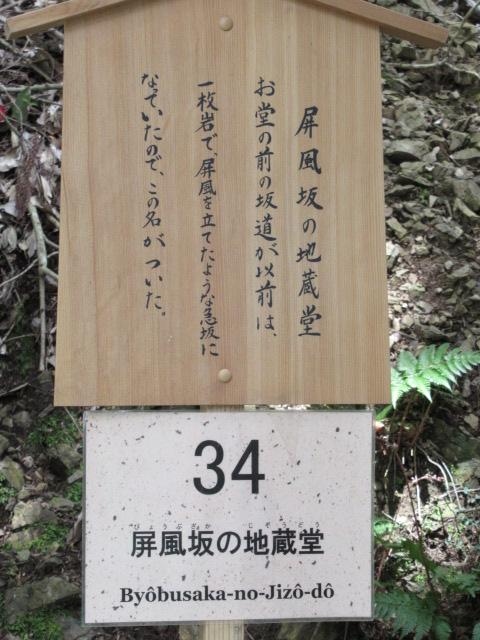 屏風坂の地蔵堂
お堂の前の坂道が以前は、
一枚岩で、屏風を立てたような急坂に
なっていたので、この名がついた。
34
びょうぶざか じぞうどう
屏風坂の地蔵堂
Byôbusaka-no-Jizô-dô